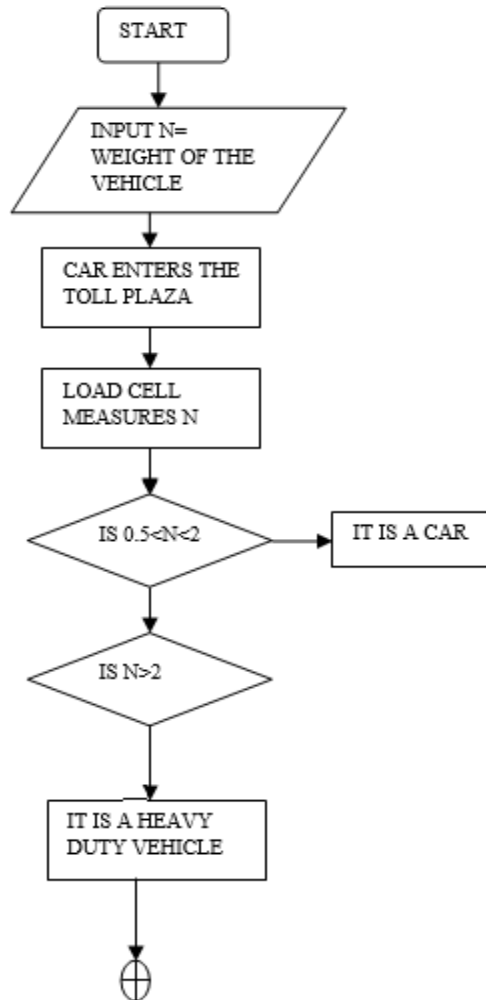 START
INPUT N=
WEIGHT OF THE
VEHICLE
CAR ENTERS THE
TOLL PLAZA
LOAD CELL
MEASURES N
IS 0.5<N<2
IT IS A CAR
IS N>2
IT IS A HEAVY
DUTY VEHICLE